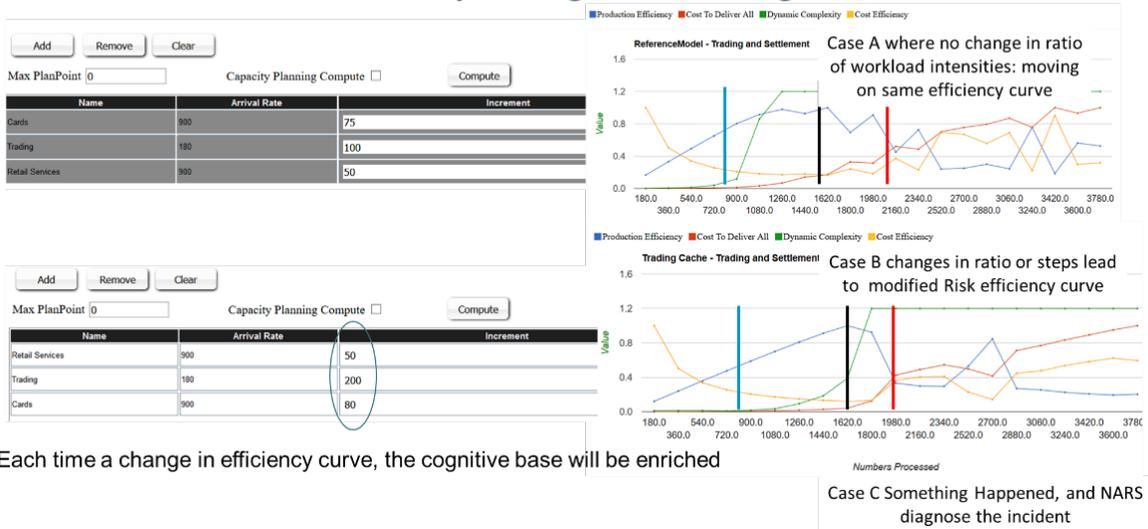 Add Remove Clear
Max PlanPoint 0 Capacity Planning Compute Compute
Name Arrival Rate Increment
Cards 900 75
Trading 180 100
Retail Services 900 50
Production Efficiency Cost To Deliver All Dynamic Complexity Cost Efficiency
ReferenceModel - Trading and Settlement
Case A where no change in ratio
of workload intensities: moving
on same efficiency curve
Value
1.6
1.2
0.8
0.4
0.0
180.0 540.0 900.0 1260.0 1620.0 1980.0 2340.0 2700.0 3060.0 3420.0 3780.0
360.0 720.0 1080.0 1440.0 1800.0 2160.0 2520.0 2880.0 3240.0 3600.0
Add Remove Clear
Max PlanPoint 0 Capacity Planning Compute Compute
Name Arrival Rate Increment
Retail Services 900 50
Trading 180 200
Cards 900 80
Production Efficiency Cost To Deliver All Dynamic Complexity Cost Efficiency
Trading Cache - Trading and Settlement
Case B changes in ratio or steps lead
to modified Risk efficiency curve
Value
1.6
1.2
0.8
0.4
0.0
180.0 540.0 900.0 1260.0 1620.0 1980.0 2340.0 2700.0 3060.0 3420.0 378
360.0 720.0 1080.0 1440.0 1800.0 2160.0 2520.0 2880.0 3240.0 3600.0
Numbers Processed
Each time a change in efficiency curve, the cognitive base will be enriched
Case C Something Happened, and NARS
diagnose the incident